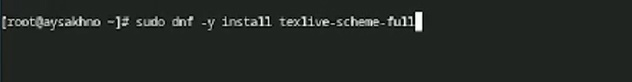 [root@aysakhno ~]# sudo dnf -y install texlive-scheme-full